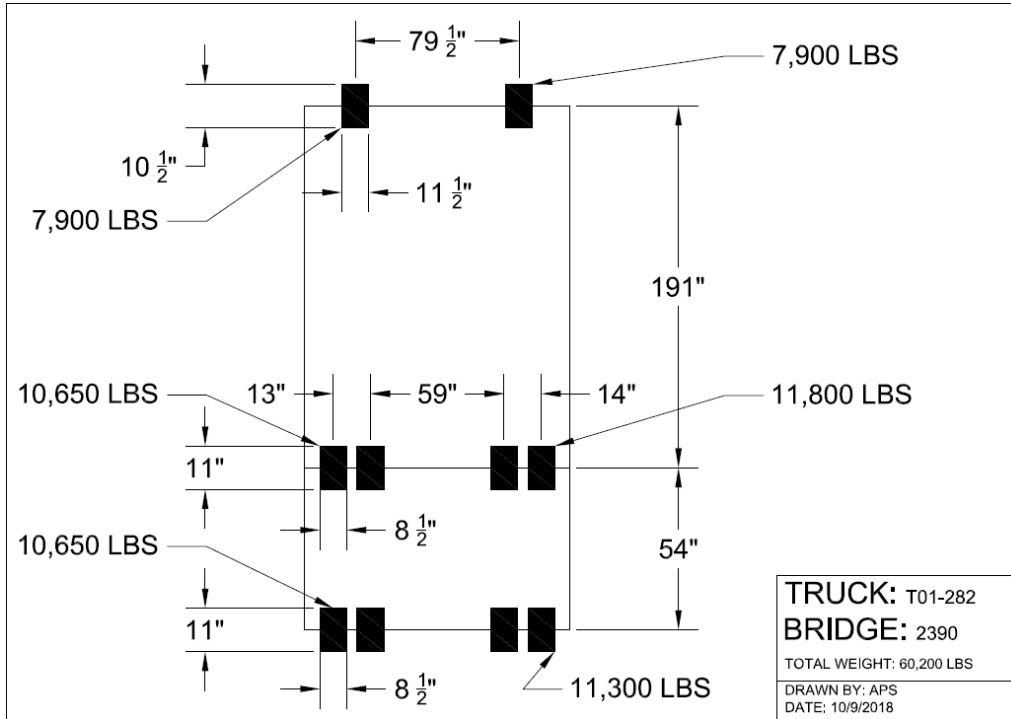 79 1/2"
7,900 LBS
10 1/2"
11 1/2"
7,900 LBS
191"
10,650 LBS
13"
59"
14"
11,800 LBS
11"
8 1/2"
10,650 LBS
54"
11"
8 1/2"
11,300 LBS
TRUCK: T01-282
BRIDGE: 2390
TOTAL WEIGHT: 60,200 LBS
DRAWN BY: APS
DATE: 10/9/2018